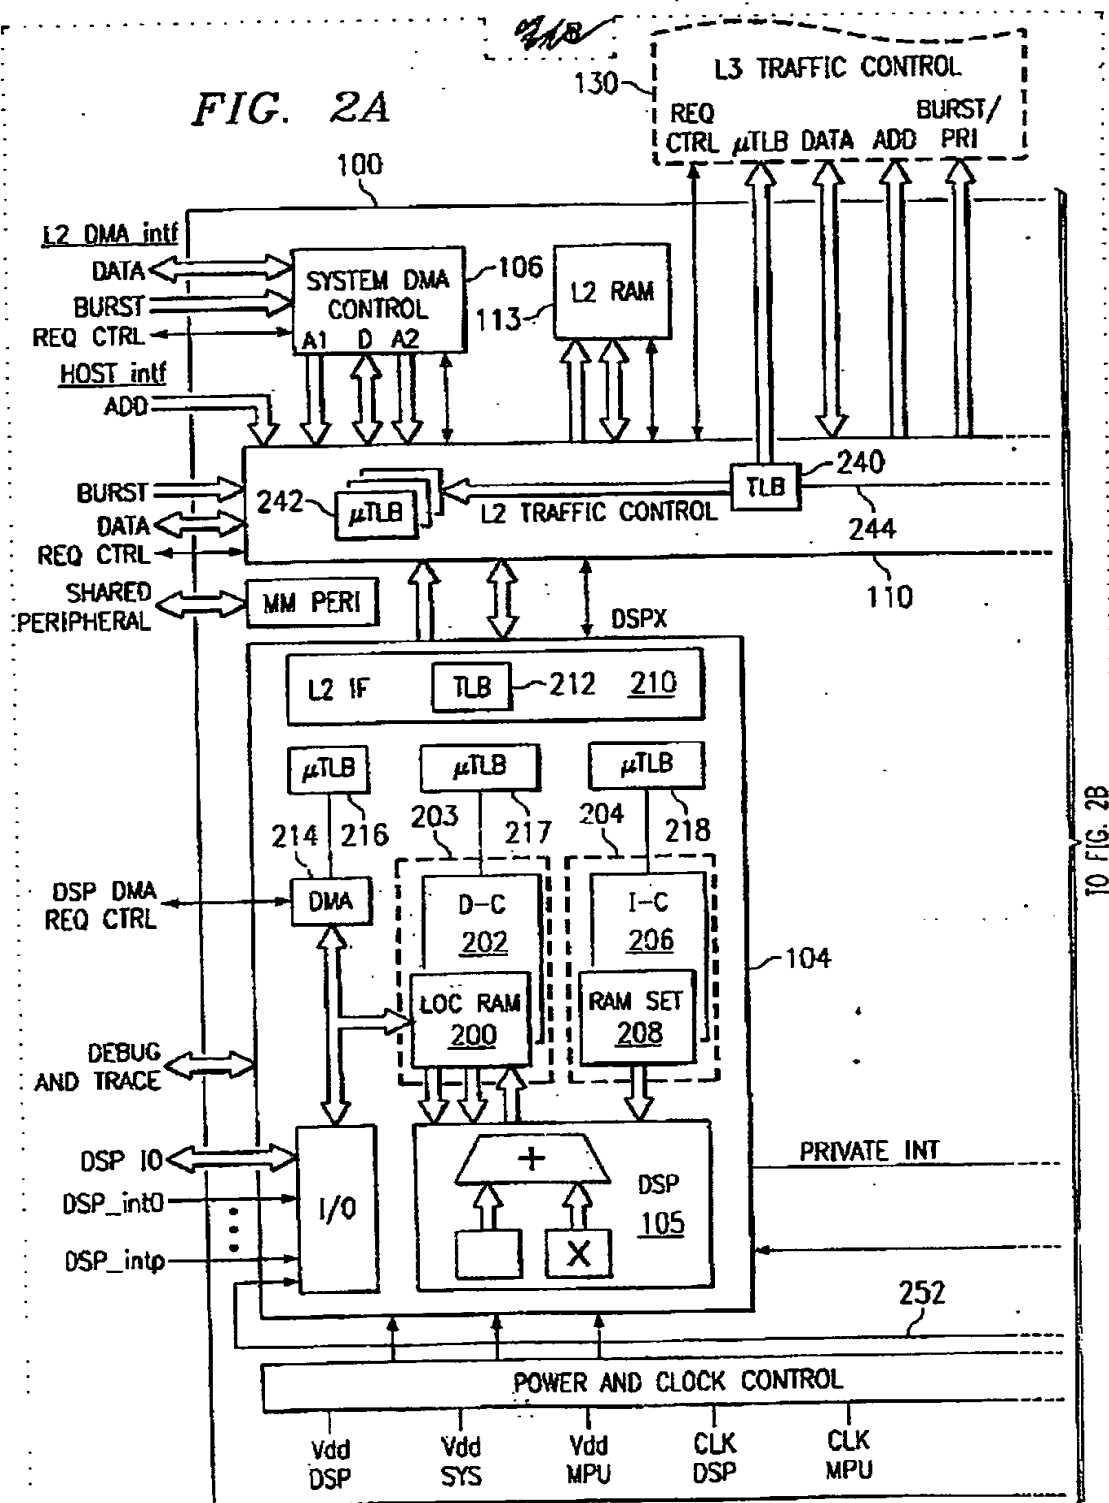 FIG. 2A
130
L3 TRAFFIC CONTROL
REQ CTRL
μTLB
DATA
ADD
BURST/ PRI
100
L2 DMA intf
DATA
BURST
REQ CTRL
SYSTEM DMA
CONTROL
A1 D A2
106
L2 RAM
113
HOST intf
ADD
BURST
DATA
REQ CTRL
242
μTLB
L2 TRAFFIC CONTROL
TLB
240
244
110
SHARED
PERIPHERAL
MM PERI
DSPX
L2 IF
TLB
212
210
μTLB
μTLB
μTLB
214
216
203
217
204
218
DSP DMA
REQ CTRL
DMA
D-C
202
I-C
206
104
LOC RAM
200
RAM SET
208
DEBUG
AND TRACE
DSP IO
DSP_int0
DSP_intp
I/O
+
DSP
105
X
PRIVATE INT
252
POWER AND CLOCK CONTROL
Vdd
DSP
Vdd
SYS
Vdd
MPU
CLK
DSP
CLK
MPU
TO FIG. 2B